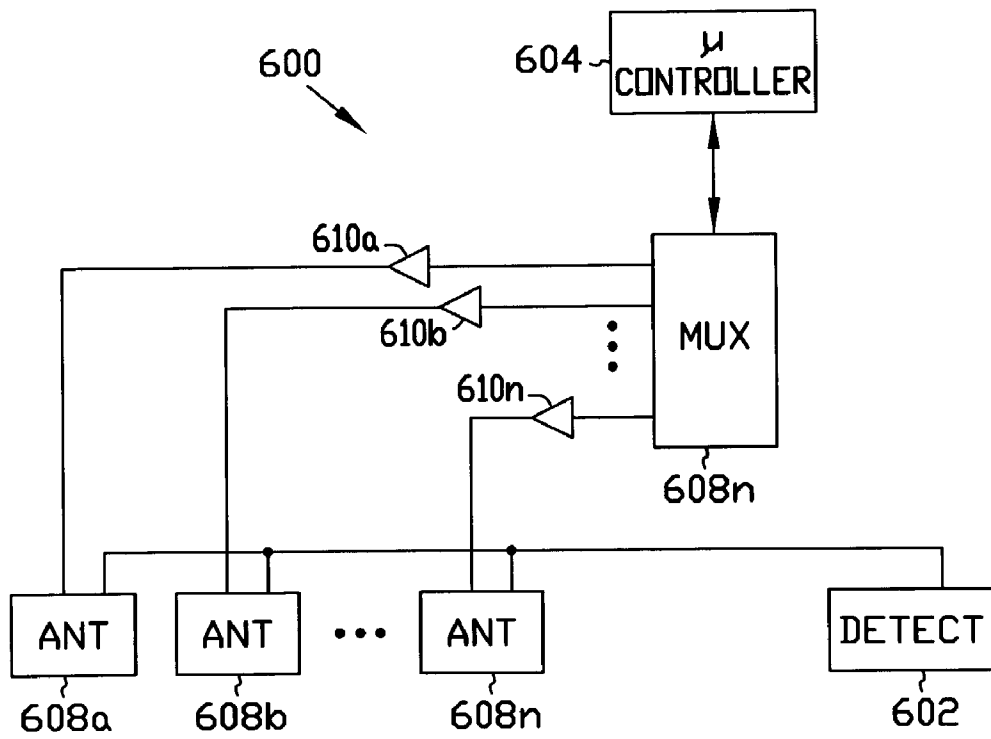 600
604
μ
CONTROLLER
610a
610b
MUX
610n
608n
ANT
ANT
ANT
DETECT
608a
608b
608n
602